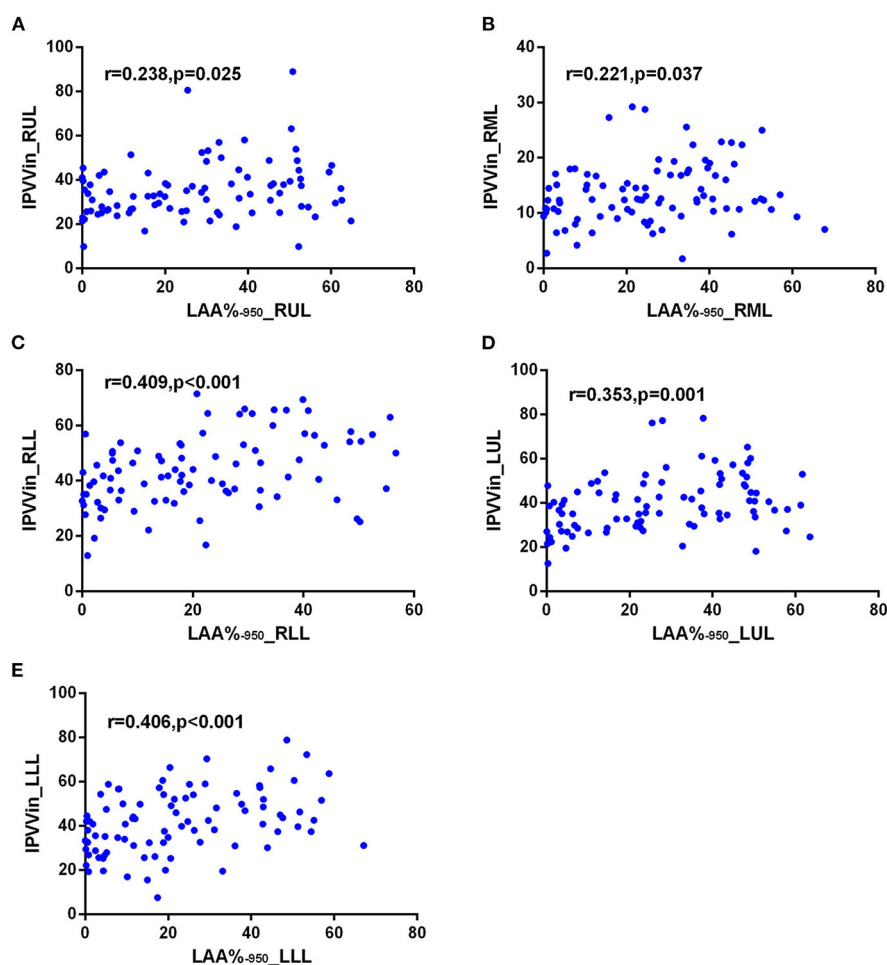 A
r=0.238,p=0.025
IPVVin_RUL
100
80
60
40
20
0
0 20 40 60 80
LAA%-950_RUL
B
r=0.221,p=0.037
IPVVin_RML
40
30
20
10
0
0 20 40 60 80
LAA%-950_RML
C
r=0.409,p<0.001
IPVVin_RLL
80
60
40
20
0
0 20 40 60
LAA%-950_RLL
D
r=0.353,p=0.001
IPVVin_LUL
100
80
60
40
20
0
0 20 40 60 80
LAA%-950_LUL
E
r=0.406,p<0.001
IPVVin_LLL
100
80
60
40
20
0
0 20 40 60 80
LAA%-950_LLL